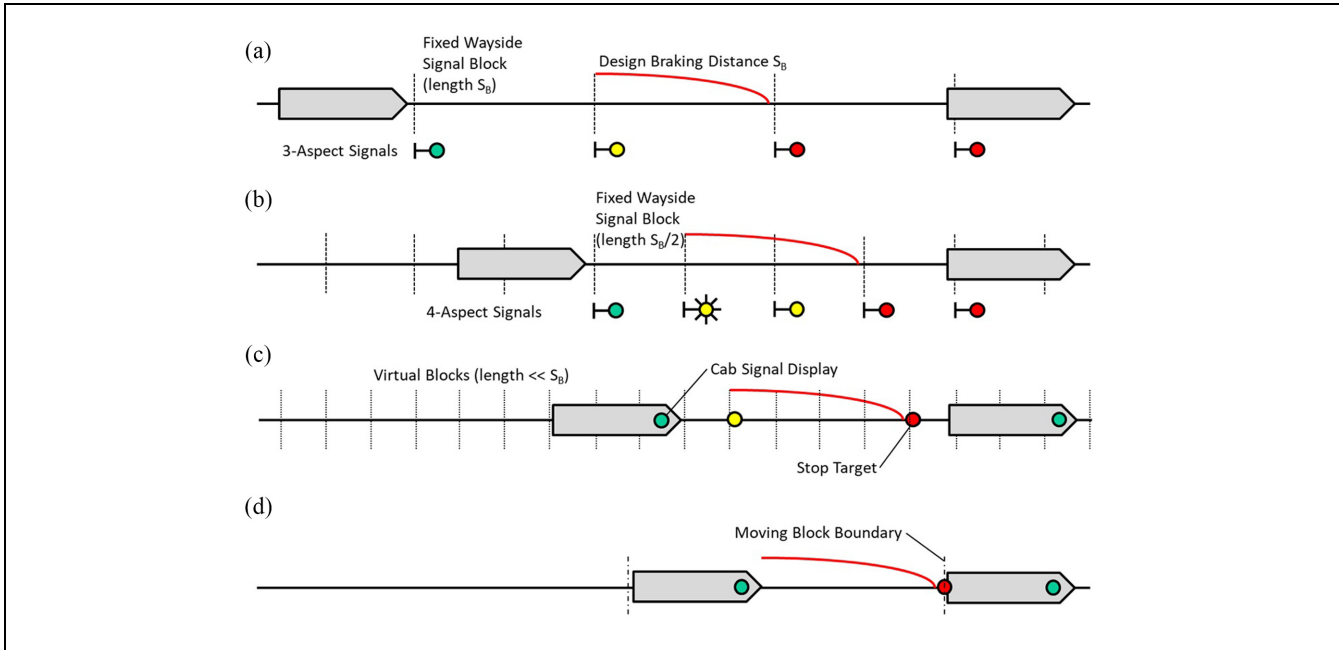 (a)
Fixed Wayside
Signal Block
(length S_B)
Design Braking Distance S_B
3-Aspect Signals
(b)
Fixed Wayside
Signal Block
(length S_B/2)
4-Aspect Signals
(c)
Virtual Blocks (length << S_B)
Cab Signal Display
Stop Target
(d)
Moving Block Boundary